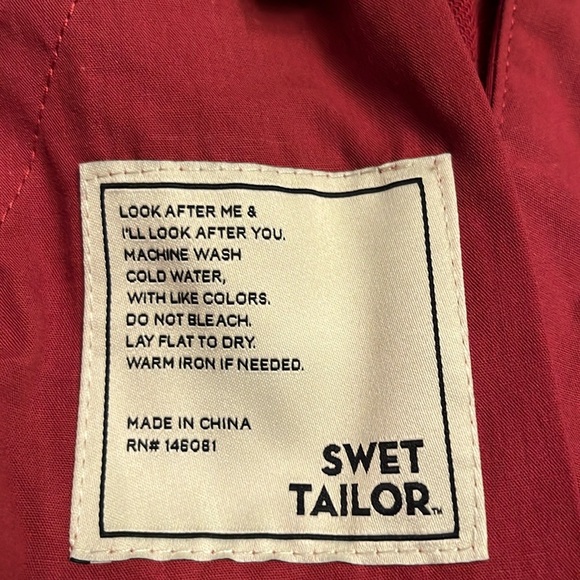 LOOK AFTER ME &
I'LL LOOK AFTER YOU.
MACHINE WASH
COLD WATER,
WITH LIKE COLORS.
DO NOT BLEACH.
LAY FLAT TO DRY.
WARM IRON IF NEEDED.
MADE IN CHINA
RN# 146081
SWET
TAILOR™